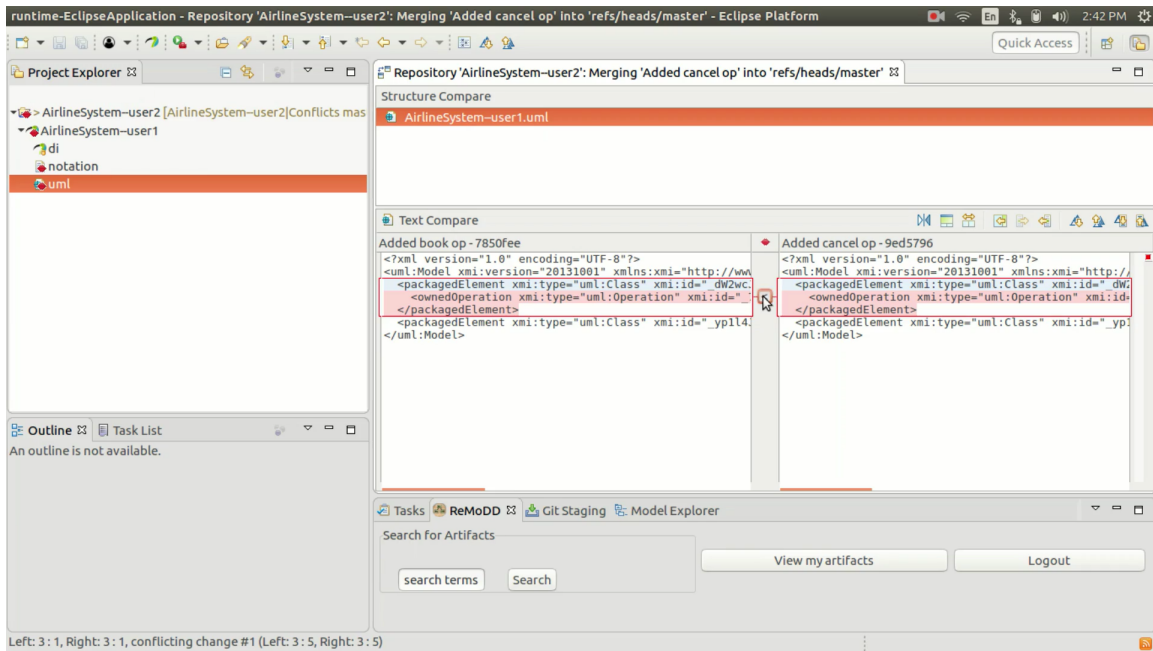 runtime-EclipseApplication - Repository 'AirlineSystem--user2': Merging 'Added cancel op' into 'refs/heads/master' - Eclipse Platform
En
2:42 PM
Quick Access
Project Explorer
> AirlineSystem--user2 [AirlineSystem--user2|Conflicts mas
AirlineSystem--user1
di
notation
uml
Repository 'AirlineSystem--user2': Merging 'Added cancel op' into 'refs/heads/master'
Structure Compare
AirlineSystem--user1.uml
Text Compare
Added book op - 7850fee
Added cancel op - 9ed5796
<?xml version="1.0" encoding="UTF-8"?>
<uml:Model xmi:version="20131001" xmlns:xmi="http://www
<packagedElement xmi:type="uml:Class" xmi:id="_dW2wc
<ownedOperation xmi:type="uml:Operation" xmi:id="_
</packagedElement>
<packagedElement xmi:type="uml:Class" xmi:id="_yp1l4
</uml:Model>
<?xml version="1.0" encoding="UTF-8"?>
<uml:Model xmi:version="20131001" xmlns:xmi="http:/
<packagedElement xmi:type="uml:Class" xmi:id="_dW2
<ownedOperation xmi:type="uml:Operation" xmi:id=
</packagedElement>
<packagedElement xmi:type="uml:Class" xmi:id="_yp1
</uml:Model>
Outline
Task List
An outline is not available.
Tasks
ReMoDD
Git Staging
Model Explorer
Search for Artifacts
search terms
Search
View my artifacts
Logout
Left: 3 : 1, Right: 3 : 1, conflicting change #1 (Left: 3 : 5, Right: 3 : 5)